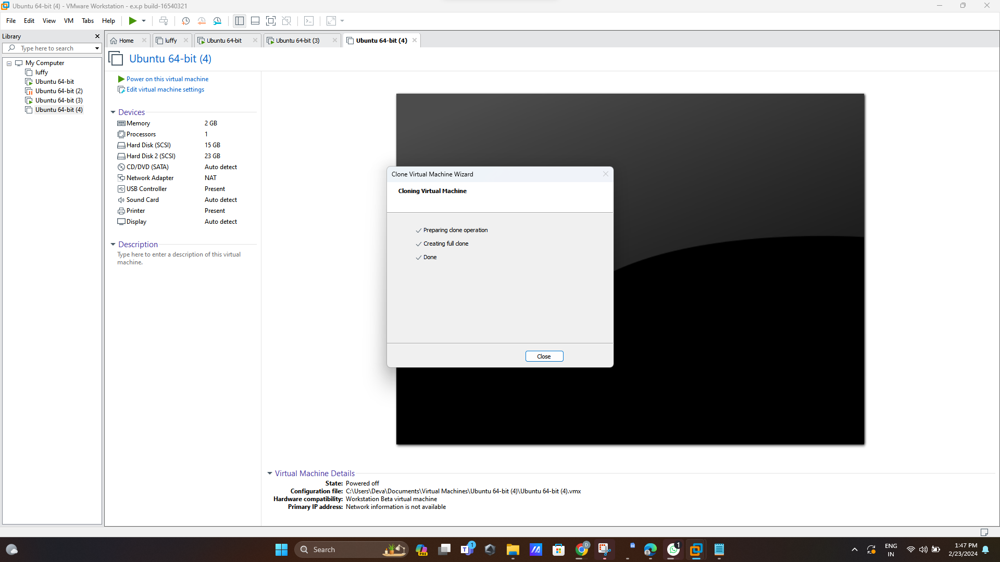 Ubuntu 64-bit (4) - VMware Workstation - e.x.p build-16540321
File Edit View VM Tabs Help
Library
Type here to search
My Computer
luffy
Ubuntu 64-bit
Ubuntu 64-bit (2)
Ubuntu 64-bit (3)
Ubuntu 64-bit (4)
Home luffy Ubuntu 64-bit Ubuntu 64-bit (3) Ubuntu 64-bit (4)
Ubuntu 64-bit (4)
Power on this virtual machine
Edit virtual machine settings
Devices
Memory 2 GB
Processors 1
Hard Disk (SCSI) 15 GB
Hard Disk 2 (SCSI) 23 GB
CD/DVD (SATA) Auto detect
Network Adapter NAT
USB Controller Present
Sound Card Auto detect
Printer Present
Display Auto detect
Description
Type here to enter a description of this virtual
machine.
Clone Virtual Machine Wizard
Cloning Virtual Machine
Preparing clone operation
Creating full clone
Done
Close
Virtual Machine Details
State: Powered off
Configuration file: C:\Users\Deva\Documents\Virtual Machines\Ubuntu 64-bit (4)\Ubuntu 64-bit (4).vmx
Hardware compatibility: Workstation Beta virtual machine
Primary IP address: Network information is not available
Search
PRE
T 1
D
1
ENG
IN
1:47 PM
2/23/2024